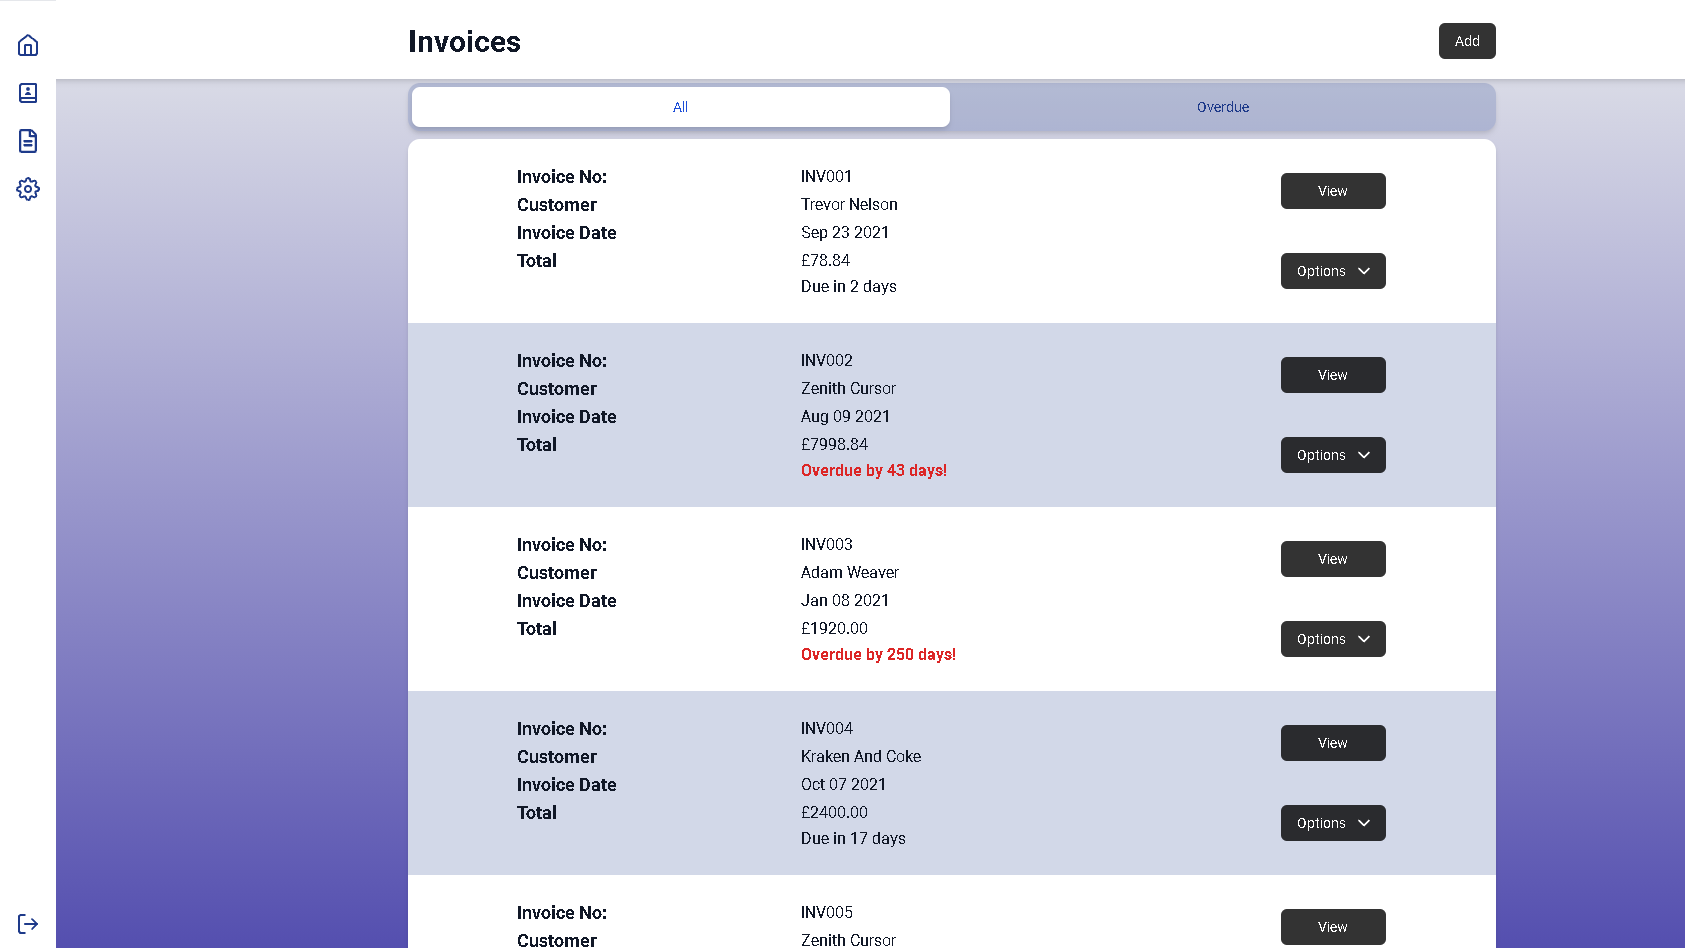 Invoices
Add
All Overdue
Invoice No: INV001 View
Customer Trevor Nelson
Invoice Date Sep 23 2021
Total £78.84 Options
Due in 2 days
Invoice No: INV002 View
Customer Zenith Cursor
Invoice Date Aug 09 2021
Total £7998.84 Options
Overdue by 43 days!
Invoice No: INV003 View
Customer Adam Weaver
Invoice Date Jan 08 2021
Total £1920.00 Options
Overdue by 250 days!
Invoice No: INV004 View
Customer Kraken And Coke
Invoice Date Oct 07 2021
Total £2400.00 Options
Due in 17 days
Invoice No: INV005 View
Customer Zenith Cursor